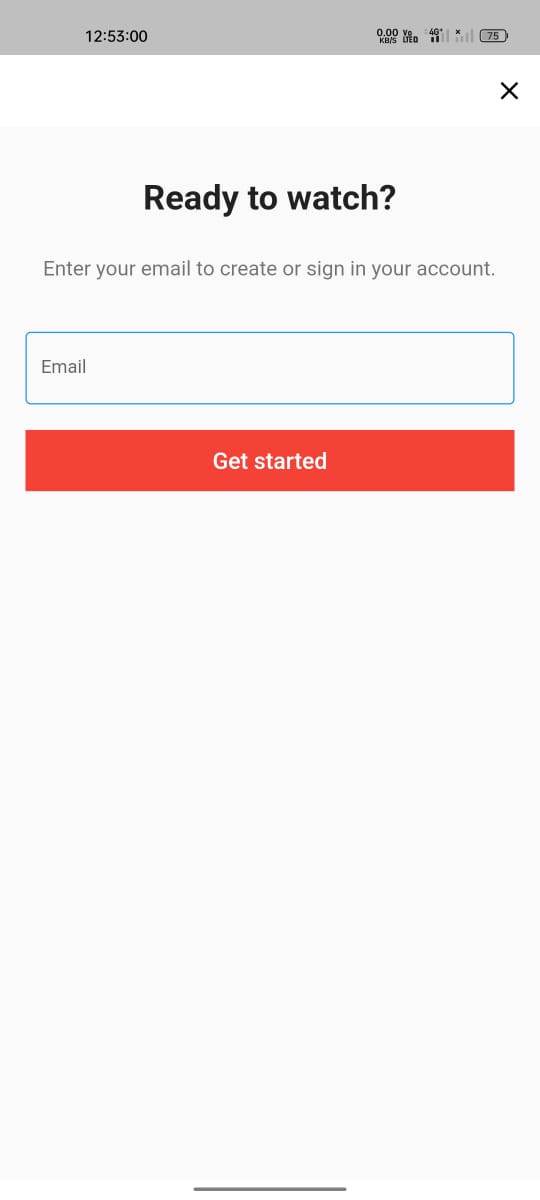 12:53:00
0.00 KB/S Vo LTED 4G+ 75
Ready to watch?
Enter your email to create or sign in your account.
Email
Get started